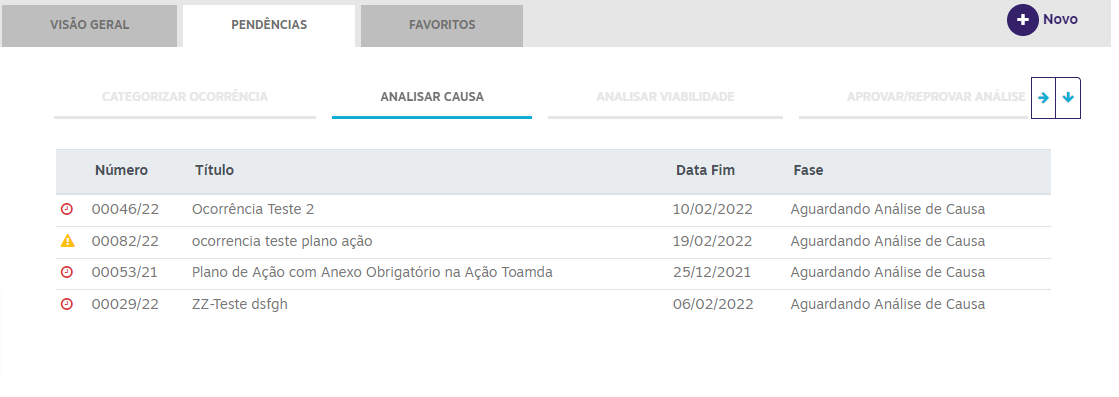 VISÃO GERAL PENDÊNCIAS FAVORITOS Novo
CATEGORIZAR OCORRÊNCIA ANALISAR CAUSA ANALISAR VIABILIDADE APROVAR/REPROVAR ANÁLISE
Número Título Data Fim Fase
00046/22 Ocorrência Teste 2 10/02/2022 Aguardando Análise de Causa
00082/22 ocorrencia teste plano ação 19/02/2022 Aguardando Análise de Causa
00053/21 Plano de Ação com Anexo Obrigatório na Ação Toamda 25/12/2021 Aguardando Análise de Causa
00029/22 ZZ-Teste dsfgh 06/02/2022 Aguardando Análise de Causa